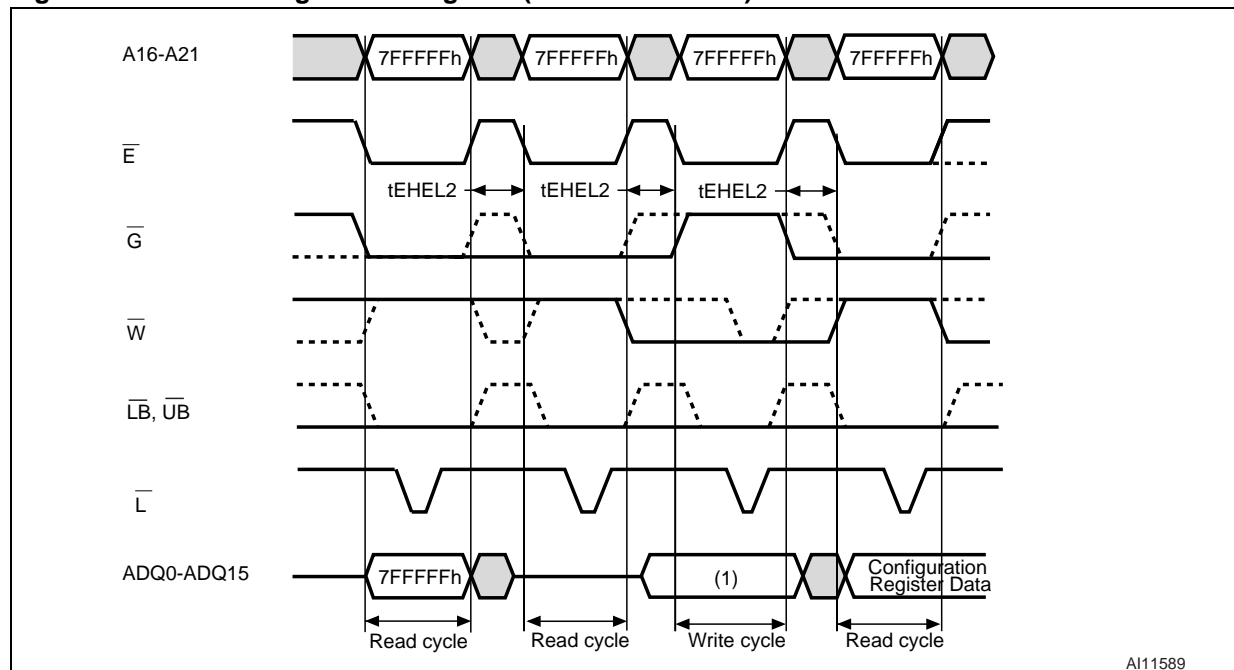 A16-A21
7FFFFFh
7FFFFFh
7FFFFFh
7FFFFFh
E
tEHEL2
tEHEL2
tEHEL2
G
W
LB, UB
L
ADQ0-ADQ15
7FFFFFh
(1)
Configuration
Register Data
Read cycle
Read cycle
Write cycle
Read cycle
AI11589